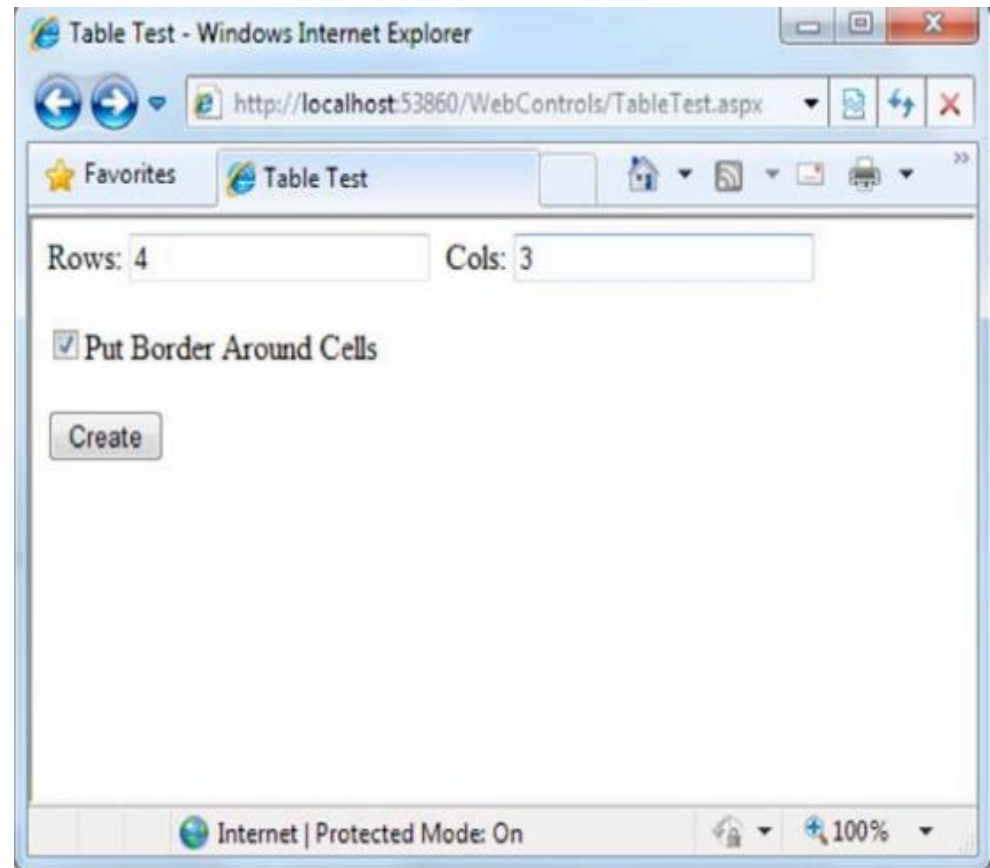 Table Test - Windows Internet Explorer
http://localhost:53860/WebControls/TableTest.aspx
Favorites
Table Test
Rows: 4
Cols: 3
Put Border Around Cells
Create
Internet | Protected Mode: On
100%